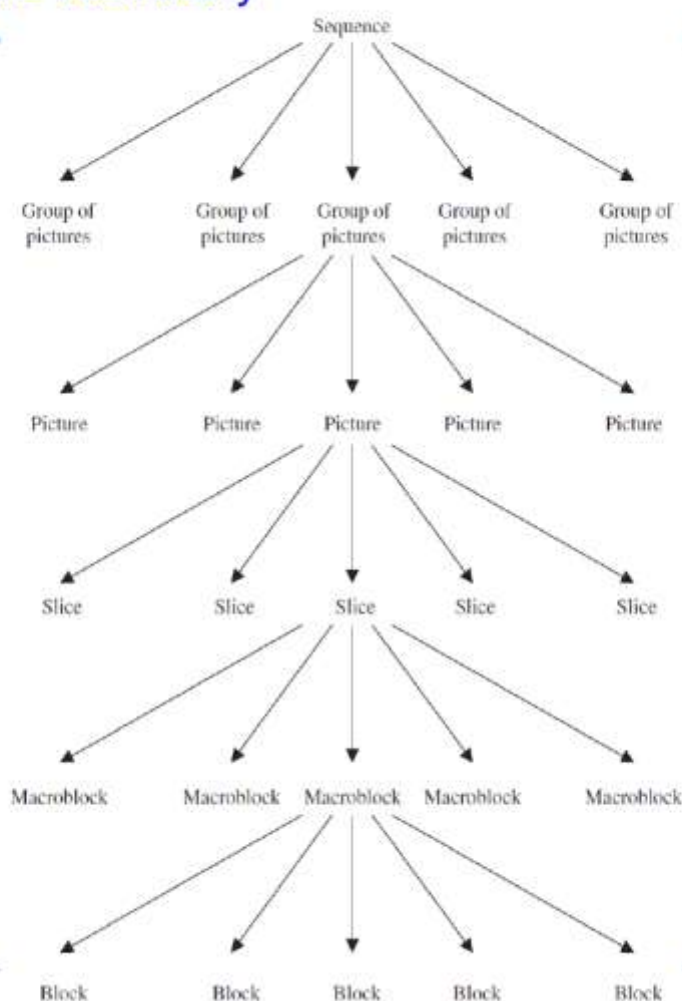 Sequence
Group of Group of Group of Group of Group of
pictures pictures pictures pictures pictures
Picture Picture Picture Picture Picture
Slice Slice Slice Slice Slice
Macroblock Macroblock Macroblock Macroblock Macroblock
Block Block Block Block Block